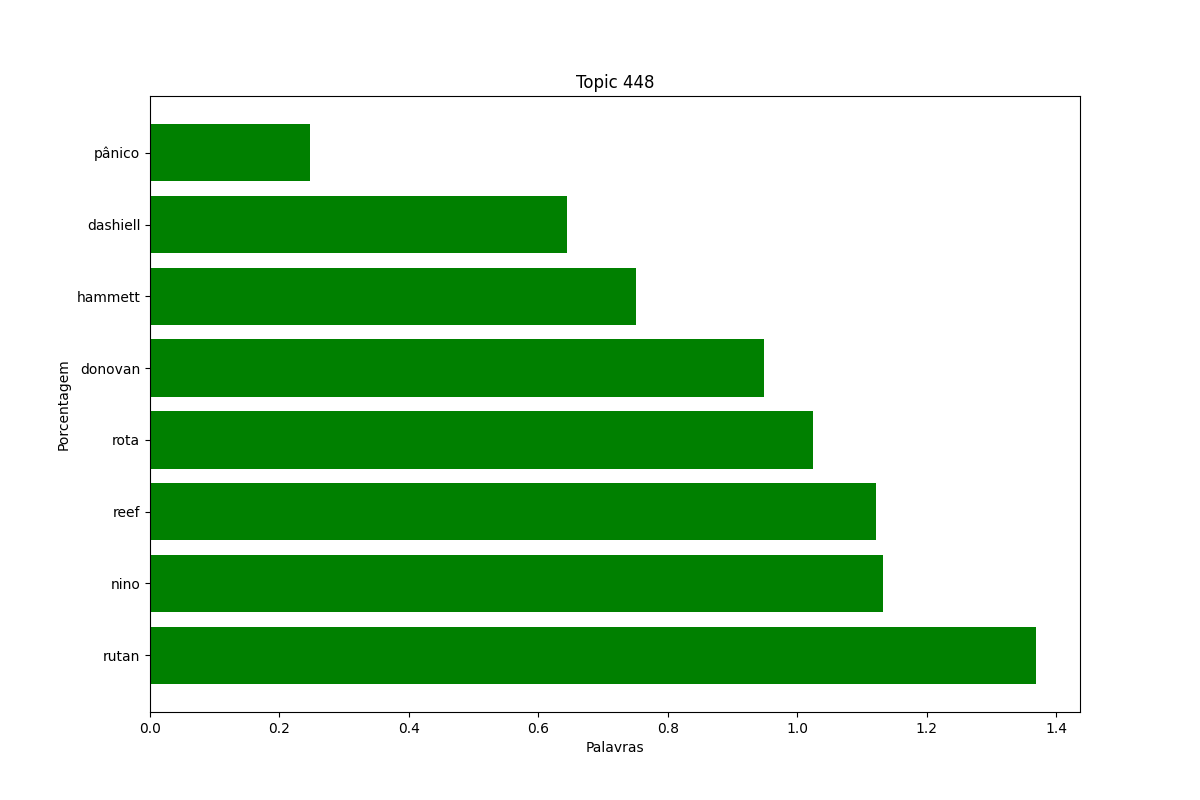 Topic 448
pânico
dashiell
hammett
donovan
rota
reef
nino
rutan
Porcentagem
0.0 0.2 0.4 0.6 0.8 1.0 1.2 1.4
Palavras